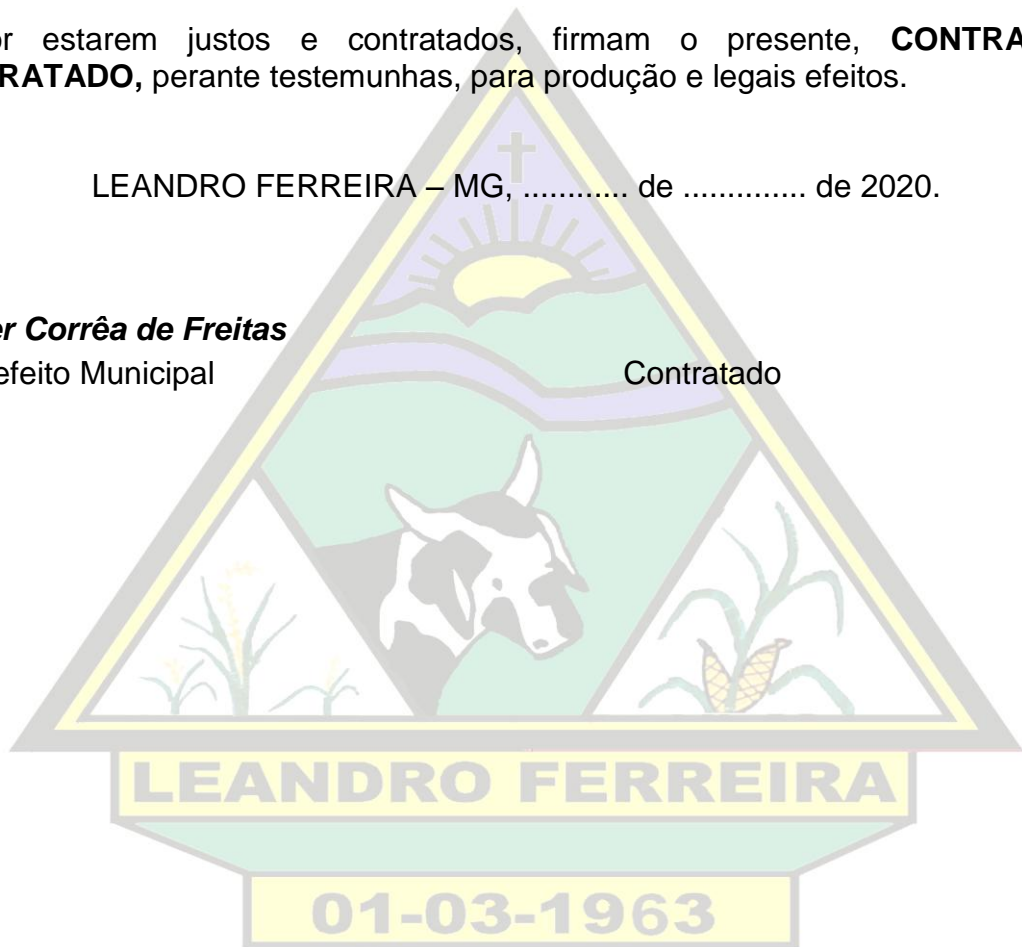 or estarem justos e contratados, firmam o presente, CONTRA
RATADO, perante testemunhas, para produção e legais efeitos.
LEANDRO FERREIRA – MG, ............ de .............. de 2020.
er Corrêa de Freitas
efeito Municipal Contratado
LEANDRO FERREIRA
01-03-1963